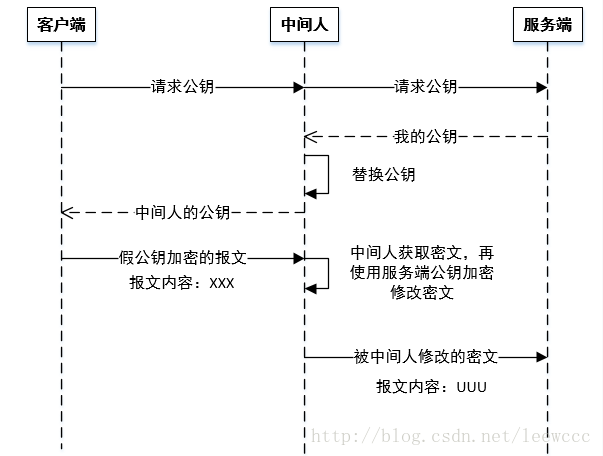 客户端
中间人
服务端
请求公钥
请求公钥
我的公钥
替换公钥
中间人的公钥
假公钥加密的报文
报文内容：XXX
中间人获取密文，再
使用服务端公钥加密
修改密文
被中间人修改的密文
报文内容：UUU
http://blog.csdn.net/leewccc